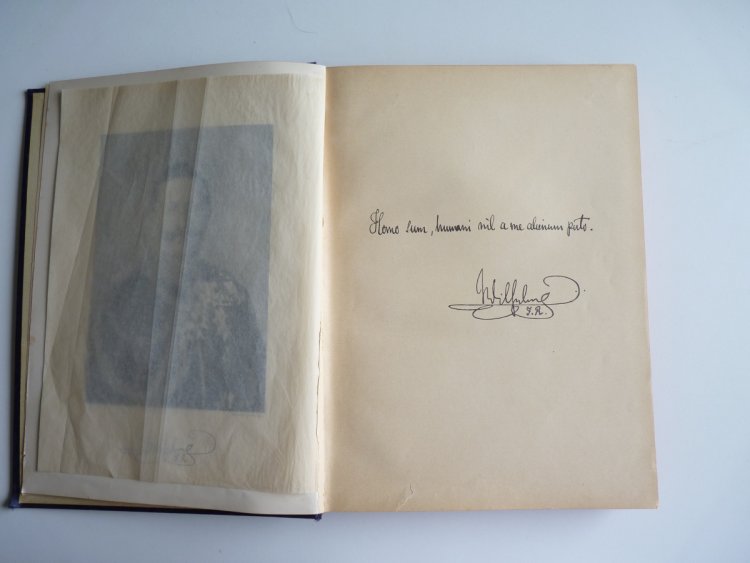 Homo sum, humani nil a me alienum puto.
Wilhelm
I.R.